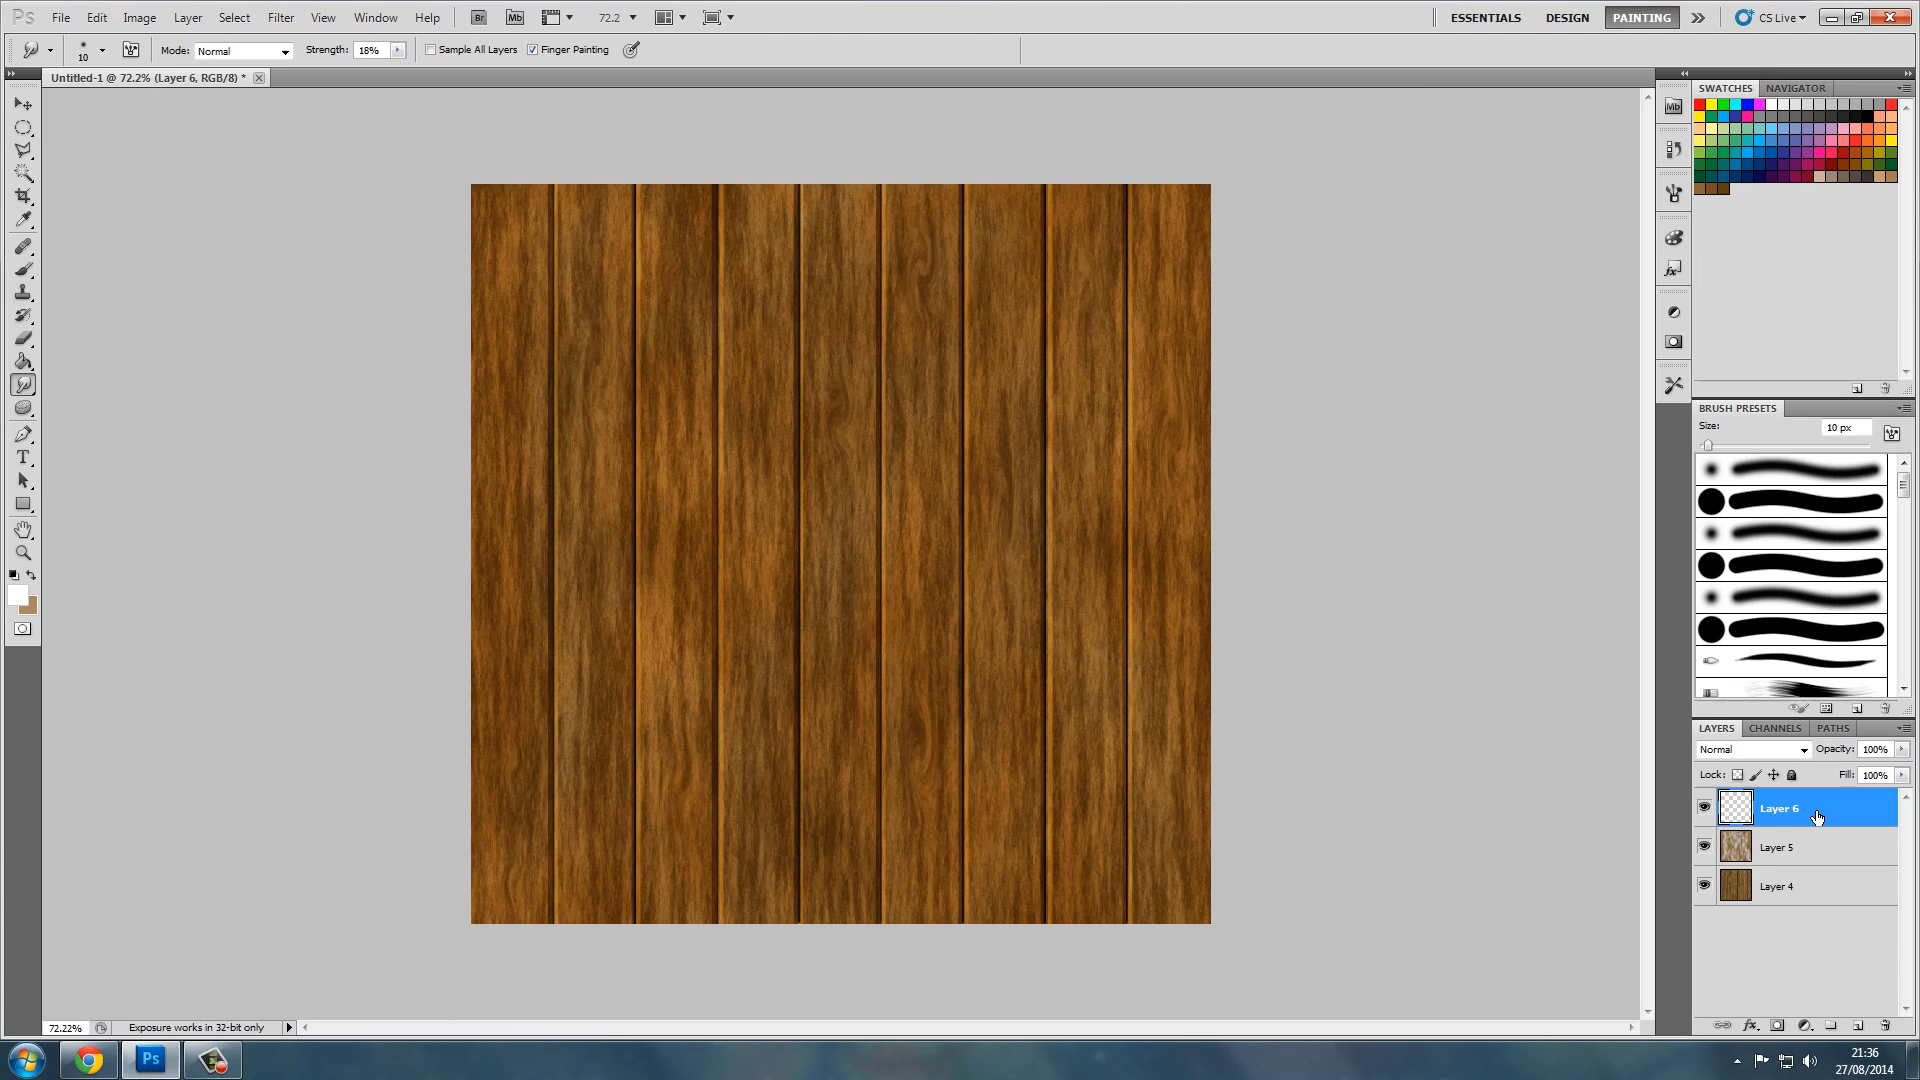 Ps File Edit Image Layer Select Filter View Window Help Br Mb 72.2 ESSENTIALS DESIGN PAINTING CS Live
10 Mode: Normal Strength: 18% Sample All Layers Finger Painting
Untitled-1 @ 72.2% (Layer 6, RGB/8) *
SWATCHES NAVIGATOR
Mb
BRUSH PRESETS
Size: 10 px
T
LAYERS CHANNELS PATHS
Normal Opacity: 100%
Lock: Fill: 100%
Layer 6
Layer 5
Layer 4
72.22% Exposure works in 32-bit only
fx
Ps
21:36
27/08/2014